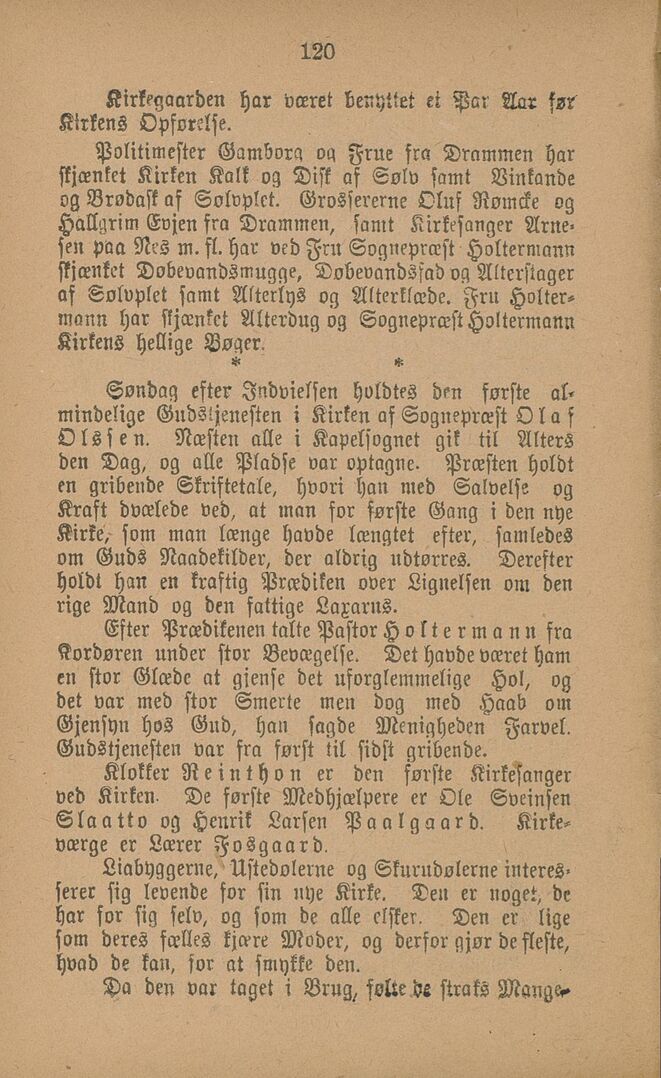 120
Kirkegaarden har været benyttet et Par Aar før
Kirkens Opførelse.
Politimester Gamborg og Frue fra Drammen har
skjænket Kirken Kalk og Disk af Sølv samt Vinkande
og Brødask af Sølvplet. Grossererne Oluf Rømcke og
Hallgrim Evjen fra Drammen, samt Kirkesanger Arne-
sen paa Nes m. fl. har ved Fru Sognepræst Holtermann
skjænket Døbevandsmugge, Døbevandsfad og Alterstager
af Sølvplet samt Alterlys og Alterklæde. Fru Holter-
mann har skjænket Alterdug og Sognepræst Holtermann
Kirkens hellige Bøger.
* *
Søndag efter Indvielsen holdtes den første al-
mindelige Gudstjenesten i Kirken af Sognepræst Olaf
Olssen. Næsten alle i Kapelsognet gik til Alters
den Dag, og alle Pladse var optagne. Præsten holdt
en gribende Skriftetale, hvori han med Salvelse og
Kraft dvælede ved, at man for første Gang i den nye
Kirke, som man længe havde længtet efter, samledes
om Guds Naadekilder, der aldrig udtørres. Derefter
holdt han en kraftig Prædiken over Lignelsen om den
rige Mand og den fattige Laxarus.
Efter Prædikenen talte Pastor Holtermann fra
Kordøren under stor Bevægelse. Det havde været ham
en stor Glæde at gjense det uforglemmelige Hol, og
det var med stor Smerte men dog med Haab om
Gjensyn hos Gud, han sagde Menigheden Farvel.
Gudstjenesten var fra først til sidst gribende.
Klokker Reinthon er den første Kirkesanger
ved Kirken. De første Medhjælpere er Ole Sveinsen
Slaatto og Henrik Larsen Paalgaard. Kirke-
værge er Lærer Fosgaard.
Liabyggerne, Ustedølerne og Skurudølerne interes-
serer sig levende for sin nye Kirke. Den er noget, de
har for sig selv, og som de alle elsker. Den er lige
som deres fælles kjære Moder, og derfor gjør de fleste,
hvad de kan, for at smykke den.
Da den var taget i Brug, følte de straks Mange-